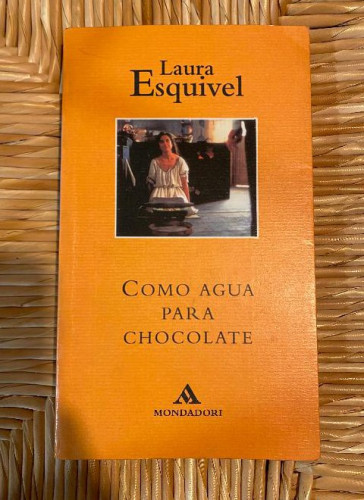 Laura
Esquivel
COMO AGUA
PARA
CHOCOLATE
MONDADORI